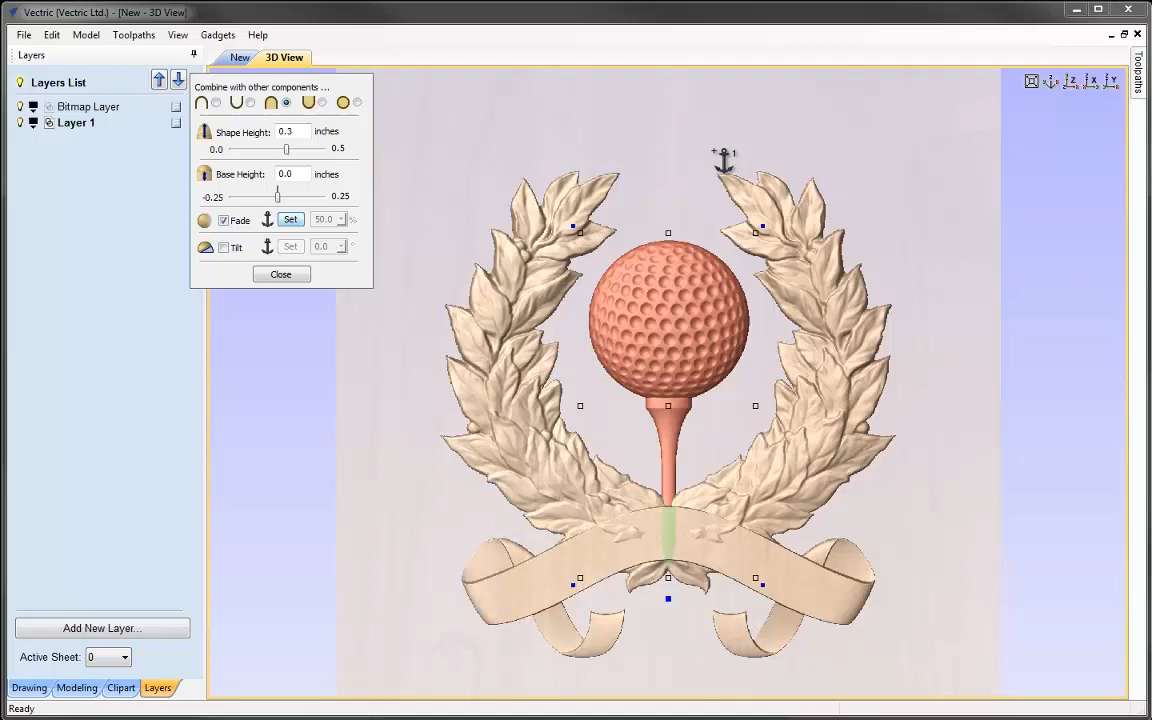 Vectric {Vectric Ltd.} - [New - 3D View]
File Edit Model Toolpaths View Gadgets Help
Layers
New 3D View
Layers List
Bitmap Layer
Layer 1
Combine with other components ...
Shape Height: 0.3 inches
0.0 0.5
Base Height: 0.0 inches
-0.25 0.25
Fade Set 50.0 %
Tilt Set 0.0 °
Close
1
Z X Y
Toolpaths
Add New Layer...
Active Sheet: 0
Drawing Modeling Clipart Layers
Ready